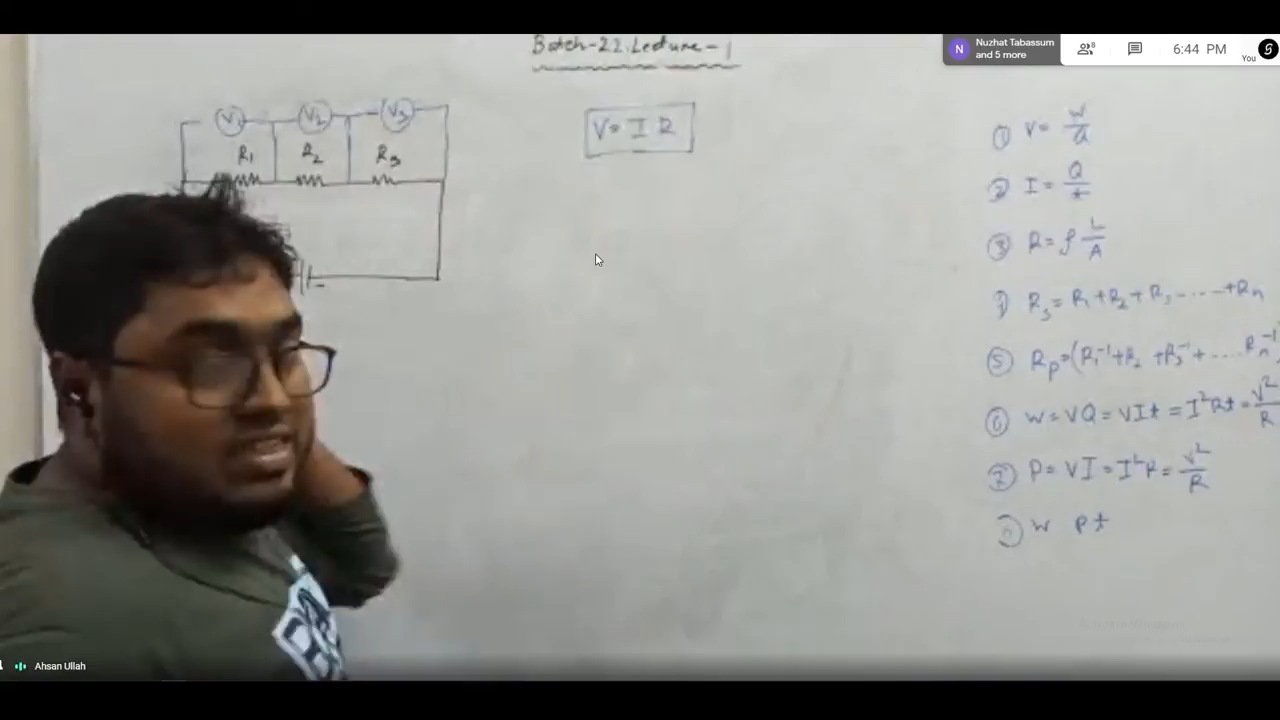 Batch-22. Lecture-1
Nuzhat Tabassum
and 5 more
8
6:44 PM
You
V₁ V₂ V₃
R₁ R₂ R₃
V = I R
① V = W/Q
② I = Q/t
③ R = ρ L/A
④ Rₛ = R₁ + R₂ + R₃ ...... + Rₙ
⑤ Rₚ = (R₁⁻¹ + R₂ + R₃⁻¹ + .... Rₙ⁻¹
⑥ W = VQ = VIt = I²Rt = V²/R
⑦ P = VI = I²R = V²/R
W Pt
Ahsan Ullah